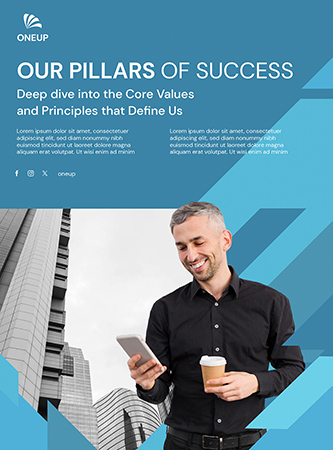 ONEUP
OUR PILLARS OF SUCCESS
Deep dive into the Core Values
and Principles that Define Us
Lorem ipsum dolor sit amet, consectetuer
adipiscing elit, sed diam nonummy nibh
euismod tincidunt ut laoreet dolore magna
aliquam erat volutpat. Ut wisi enim ad minim
Lorem ipsum dolor sit amet, consectetuer
adipiscing elit, sed diam nonummy nibh
euismod tincidunt ut laoreet dolore magna
aliquam erat volutpat. Ut wisi enim ad minim
oneup